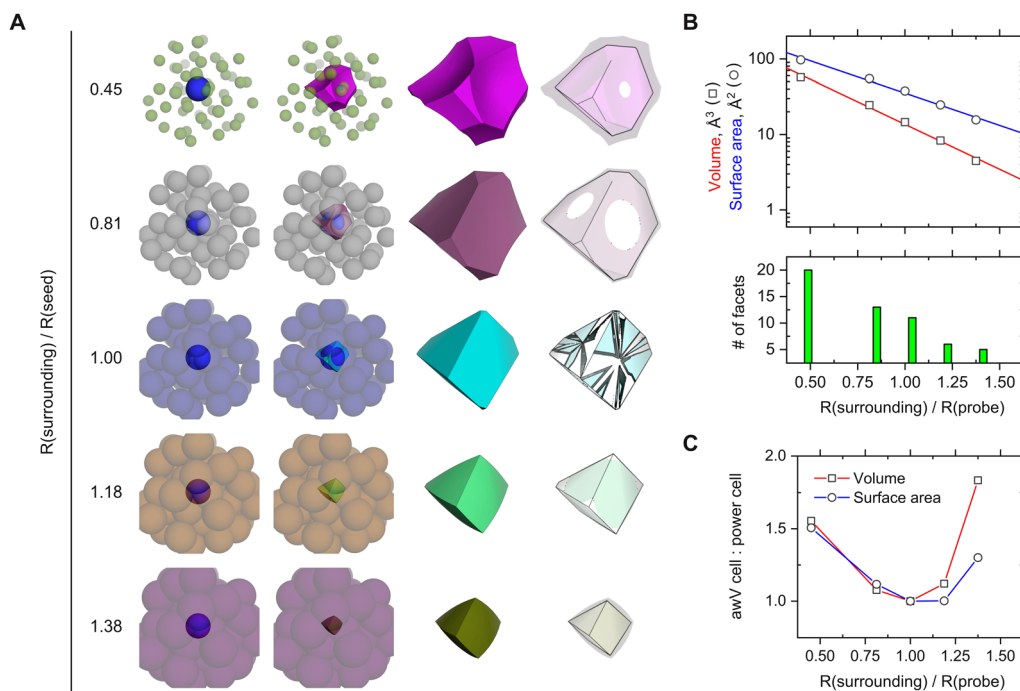 A
R(surrounding) / R(seed)
0.45
0.81
1.00
1.18
1.38
B
Volume, Å³ (□)
Surface area, Å² (○)
100
10
1
# of facets
20
15
10
5
0.50 0.75 1.00 1.25 1.50
R(surrounding) / R(probe)
C
awV cell : power cell
2.0
1.5
1.0
Volume
Surface area
0.50 0.75 1.00 1.25 1.50
R(surrounding) / R(probe)